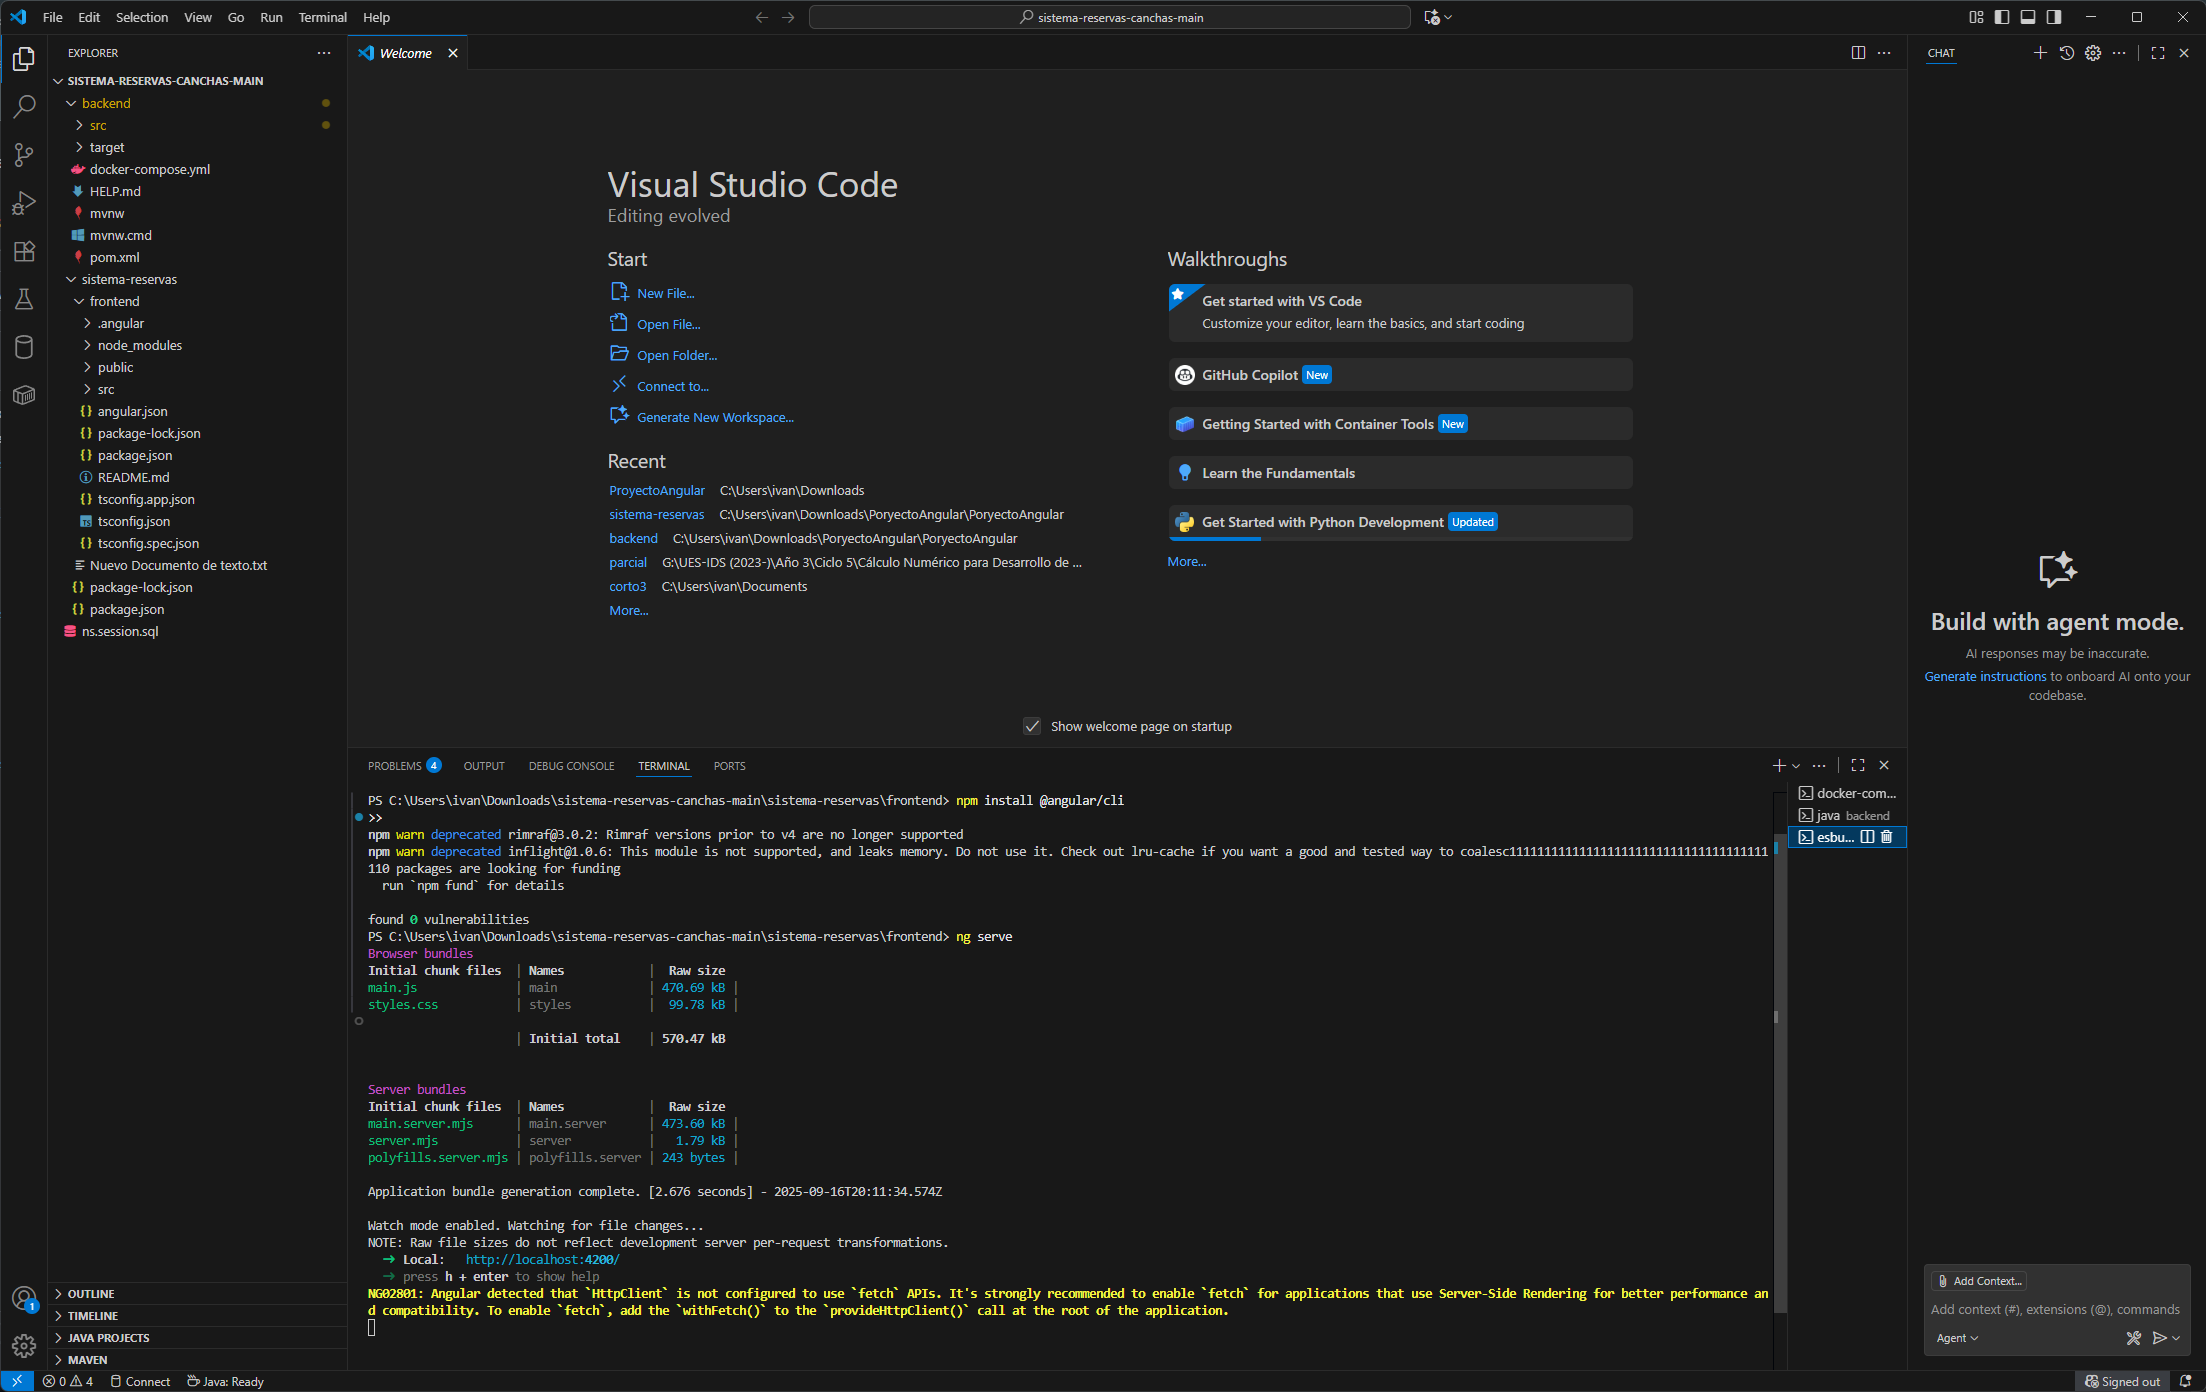 File Edit Selection View Go Run Terminal Help
sistema-reservas-canchas-main
EXPLORER
SISTEMA-RESERVAS-CANCHAS-MAIN
backend
src
target
docker-compose.yml
HELP.md
mvnw
mvnw.cmd
pom.xml
sistema-reservas
frontend
.angular
node_modules
public
src
angular.json
package-lock.json
package.json
README.md
tsconfig.app.json
tsconfig.json
tsconfig.spec.json
Nuevo Documento de texto.txt
package-lock.json
package.json
ns.session.sql
OUTLINE
TIMELINE
JAVA PROJECTS
MAVEN
Welcome
Visual Studio Code
Editing evolved
Start
New File...
Open File...
Open Folder...
Connect to...
Generate New Workspace...
Recent
ProyectoAngular C:\Users\ivan\Downloads
sistema-reservas C:\Users\ivan\Downloads\PoryectoAngular\PoryectoAngular
backend C:\Users\ivan\Downloads\PoryectoAngular\PoryectoAngular
parcial G:\UES-IDS (2023-)\Año 3\Ciclo 5\Cálculo Numérico para Desarrollo de ...
corto3 C:\Users\ivan\Documents
More...
Walkthroughs
Get started with VS Code
Customize your editor, learn the basics, and start coding
GitHub Copilot New
Getting Started with Container Tools New
Learn the Fundamentals
Get Started with Python Development Updated
More...
Show welcome page on startup
PROBLEMS 4 OUTPUT DEBUG CONSOLE TERMINAL PORTS
PS C:\Users\ivan\Downloads\sistema-reservas-canchas-main\sistema-reservas\frontend> npm install @angular/cli
>>
npm warn deprecated rimraf@3.0.2: Rimraf versions prior to v4 are no longer supported
npm warn deprecated inflight@1.0.6: This module is not supported, and leaks memory. Do not use it. Check out lru-cache if you want a good and tested way to coalesc1111111111111111111111111111111111111
110 packages are looking for funding
run `npm fund` for details
found 0 vulnerabilities
PS C:\Users\ivan\Downloads\sistema-reservas-canchas-main\sistema-reservas\frontend> ng serve
Browser bundles
Initial chunk files | Names | Raw size
main.js | main | 470.69 kB |
styles.css | styles | 99.78 kB |
| Initial total | 570.47 kB
Server bundles
Initial chunk files | Names | Raw size
main.server.mjs | main.server | 473.60 kB |
server.mjs | server | 1.79 kB |
polyfills.server.mjs | polyfills.server | 243 bytes |
Application bundle generation complete. [2.676 seconds] - 2025-09-16T20:11:34.574Z
Watch mode enabled. Watching for file changes...
NOTE: Raw file sizes do not reflect development server per-request transformations.
➜ Local: http://localhost:4200/
➜ press h + enter to show help
NG02801: Angular detected that `HttpClient` is not configured to use `fetch` APIs. It's strongly recommended to enable `fetch` for applications that use Server-Side Rendering for better performance an
d compatibility. To enable `fetch`, add the `withFetch()` to the `provideHttpClient()` call at the root of the application.
docker-com...
java backend
esbu...
CHAT
Build with agent mode.
AI responses may be inaccurate.
Generate instructions to onboard AI onto your
codebase.
Add Context...
Add context (#), extensions (@), commands
Agent
1
0 4 Connect Java: Ready
Signed out